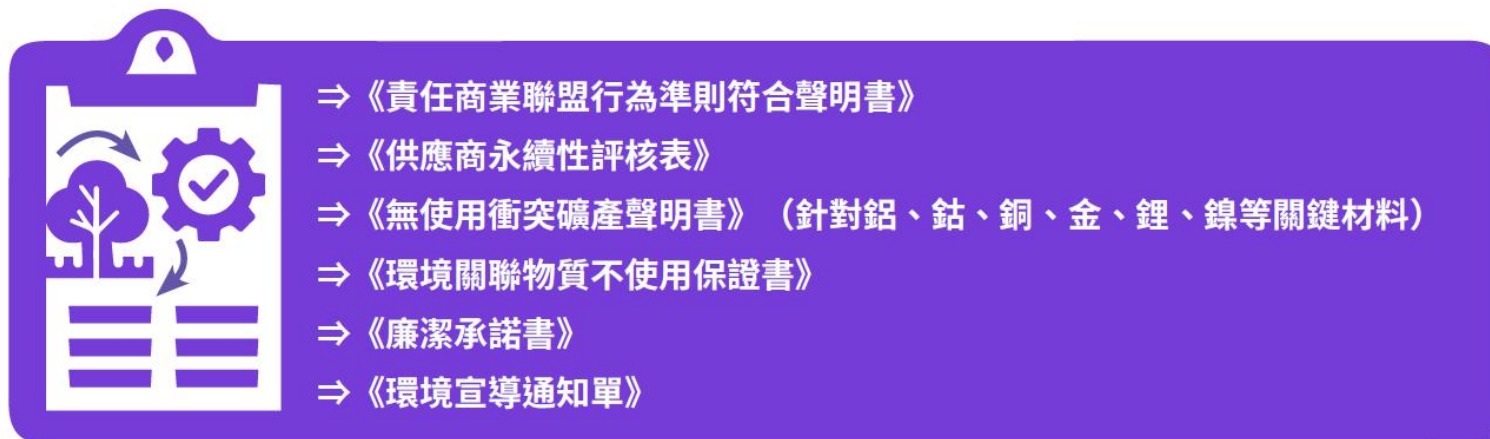 ⇒《責任商業聯盟行為準則符合聲明書》
⇒《供應商永續性評核表》
⇒《無使用衝突礦產聲明書》（針對鋁、鈷、銅、金、鋰、鎳等關鍵材料）
⇒《環境關聯物質不使用保證書》
⇒《廉潔承諾書》
⇒《環境宣導通知單》